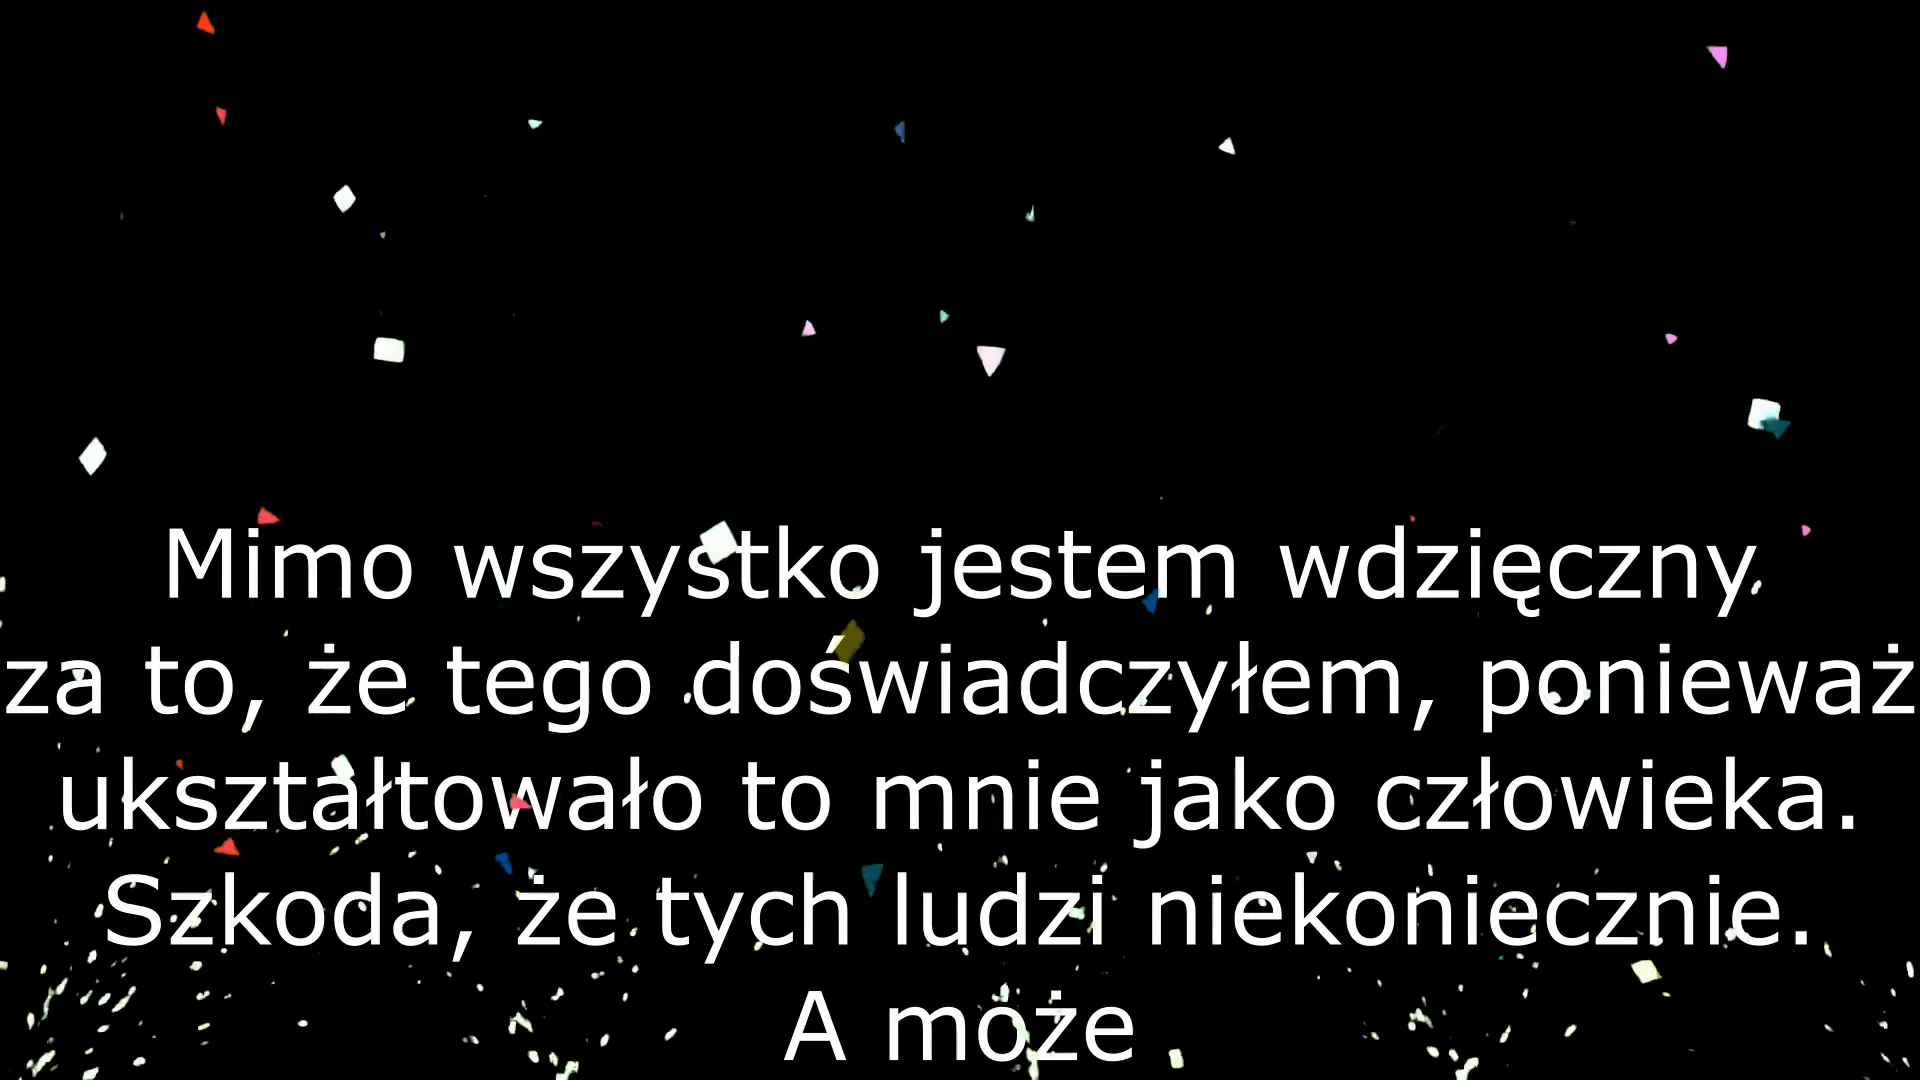 Mimo wszystko jestem wdzięczny
za to, że tego doświadczyłem, ponieważ
ukształtowało to mnie jako człowieka.
Szkoda, że tych ludzi niekoniecznie.
A może